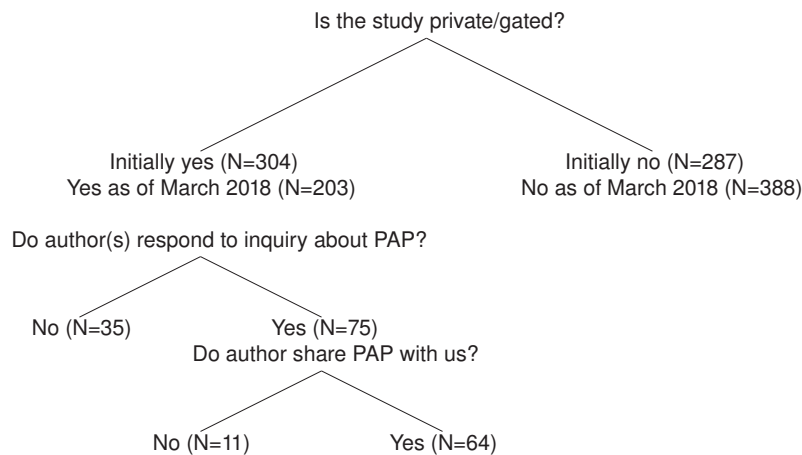 Is the study private/gated?
Initially yes (N=304)
Yes as of March 2018 (N=203)
Initially no (N=287)
No as of March 2018 (N=388)
Do author(s) respond to inquiry about PAP?
No (N=35)
Yes (N=75)
Do author share PAP with us?
No (N=11)
Yes (N=64)